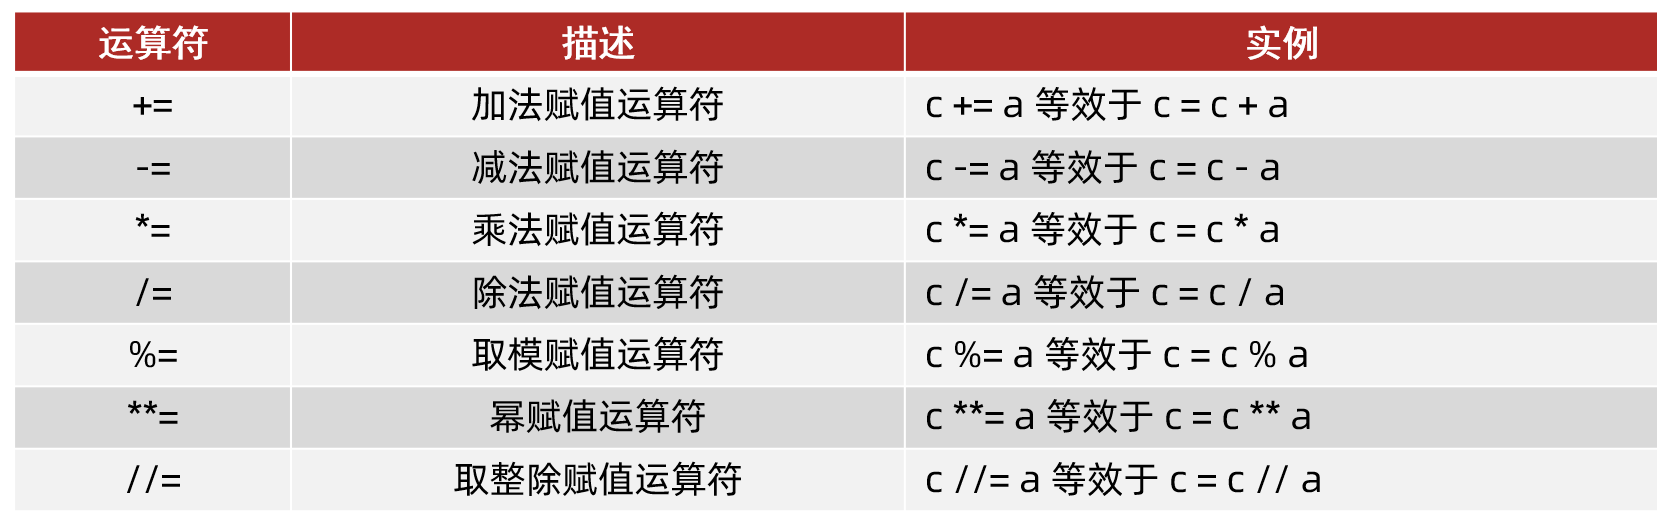 运算符 描述 实例
+= 加法赋值运算符 c += a 等效于 c = c + a
-= 减法赋值运算符 c -= a 等效于 c = c - a
*= 乘法赋值运算符 c *= a 等效于 c = c * a
/= 除法赋值运算符 c /= a 等效于 c = c / a
%= 取模赋值运算符 c %= a 等效于 c = c % a
**= 幂赋值运算符 c **= a 等效于 c = c ** a
//= 取整除赋值运算符 c //= a 等效于 c = c // a